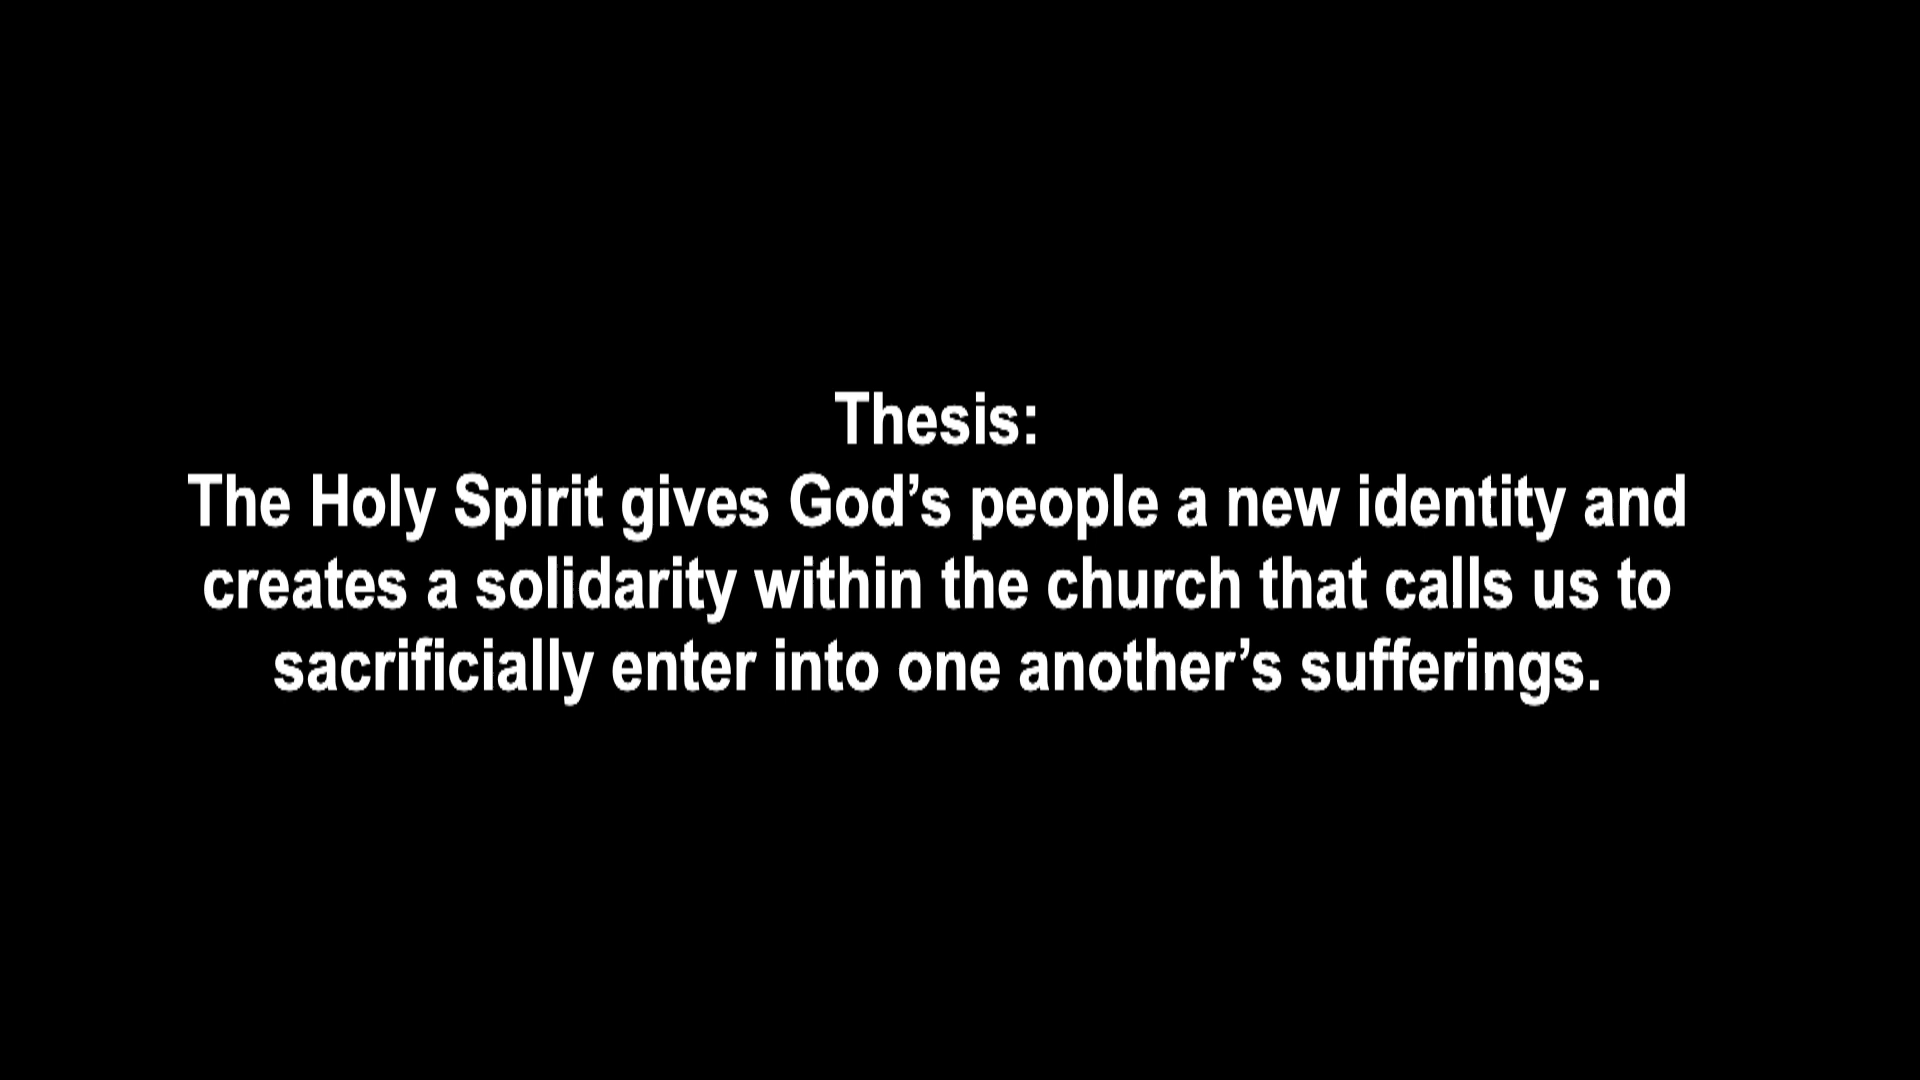 Thesis:
The Holy Spirit gives God’s people a new identity and
creates a solidarity within the church that calls us to
sacrificially enter into one another’s sufferings.